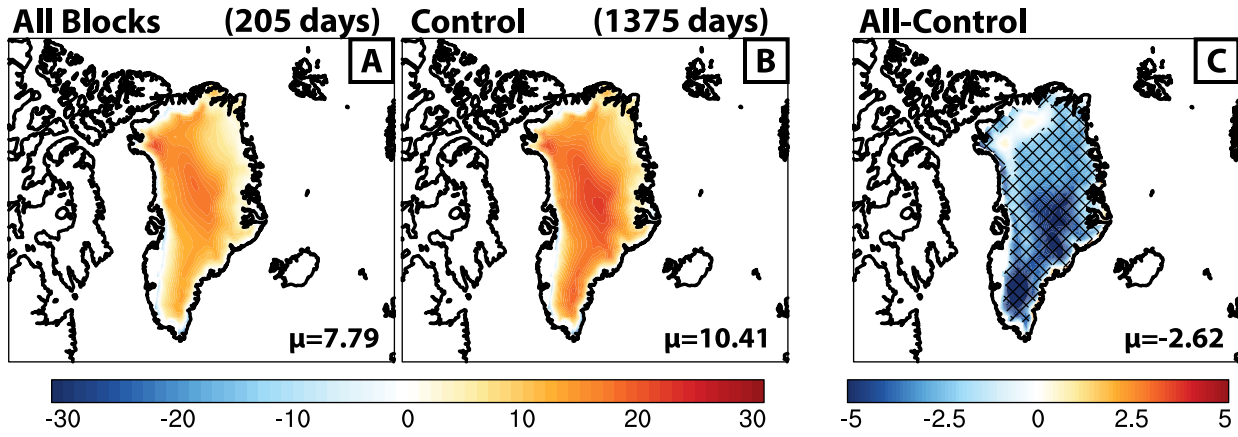 All Blocks (205 days) Control (1375 days) All-Control
A B C
μ=7.79 μ=10.41 μ=-2.62
-30 -20 -10 0 10 20 30 -5 -2.5 0 2.5 5